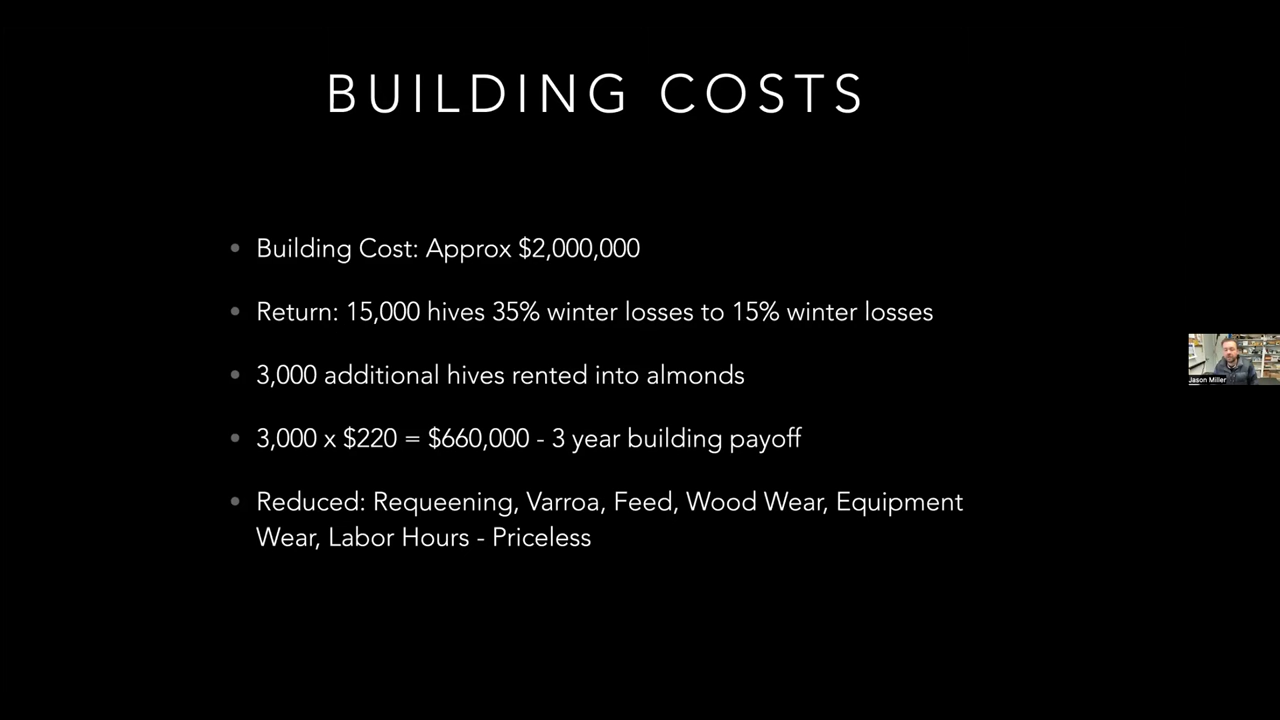 BUILDING COSTS
• Building Cost: Approx $2,000,000
• Return: 15,000 hives 35% winter losses to 15% winter losses
• 3,000 additional hives rented into almonds
• 3,000 x $220 = $660,000 - 3 year building payoff
• Reduced: Requeening, Varroa, Feed, Wood Wear, Equipment
Wear, Labor Hours - Priceless
Jason Miller